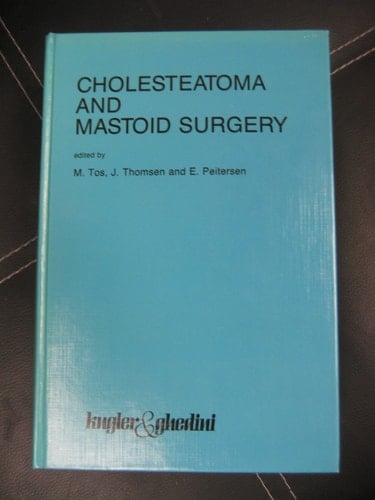 CHOLESTEATOMA
AND
MASTOID SURGERY
edited by
M. Tos, J. Thomsen and E. Peitersen
kugler&ghedini